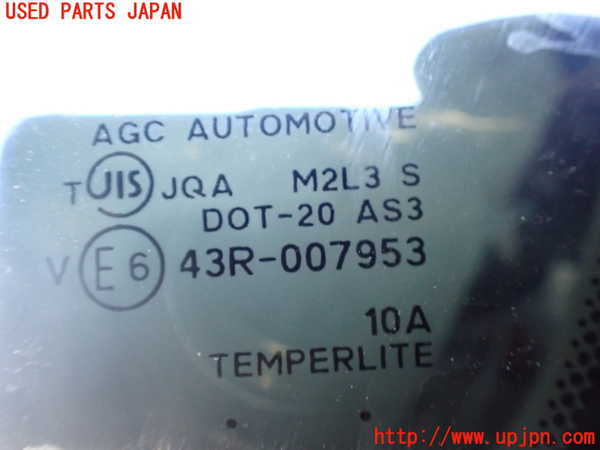 USED PARTS JAPAN
AGC AUTOMOTIVE
T JIS JQA M2L3 S
DOT-20 AS3
V E6 43R-007953
10A
TEMPERLITE
http://www.upjpn.com/